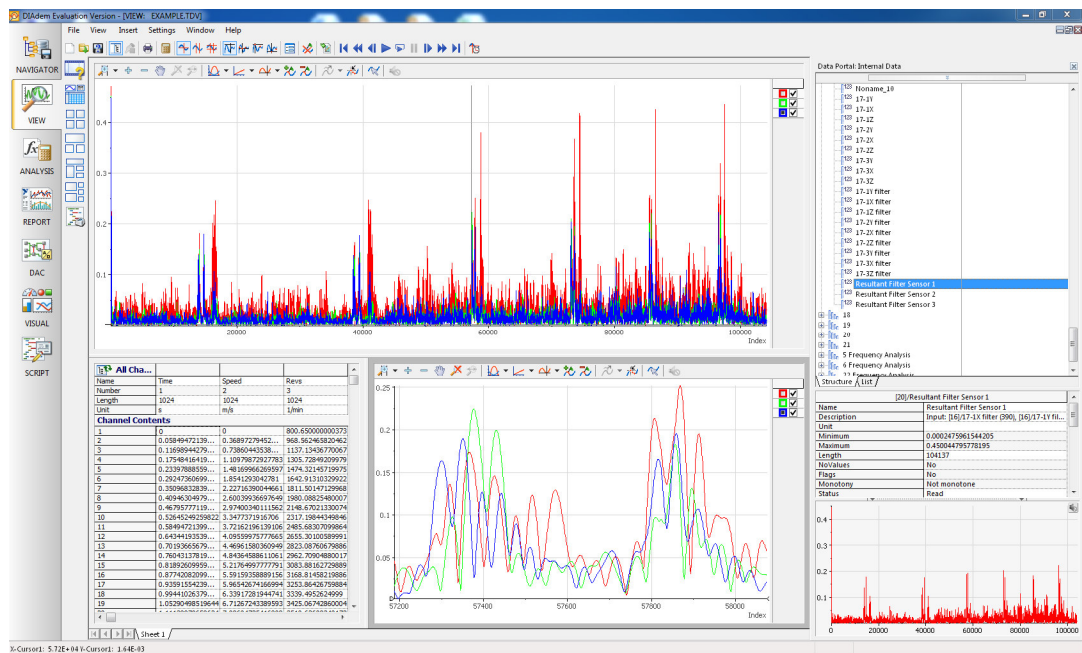 DIAdem Evaluation Version - [VIEW: EXAMPLE.TDV]
File View Insert Settings Window Help
NAVIGATOR
VIEW
ANALYSIS
REPORT
DAC
VISUAL
SCRIPT
0.4
0.3
0.2
0.1
20000 40000 60000 80000 100000
Index
All Cha...
Name Time Speed Revs
Number 1 2 3
Length 1024 1024 1024
Unit s m/s 1/min
Channel Contents
1 0 0 800.650000000373
2 0.05849472139... 0.36897279452... 968.562465820462
3 0.11698944279... 0.73860443538... 1137.13436770067
4 0.17548416419... 1.10979872927783 1305.72849209979
5 0.23397888559... 1.48169966269597 1474.32145719975
6 0.29247360699... 1.8541293042781 1642.91310329922
7 0.35096832839... 2.22716390044661 1811.50147129968
8 0.40946304979... 2.60039936697649 1980.08825480007
9 0.46795777119... 2.97400340111562 2148.67021330074
10 0.52645249259822 3.3477371916706 2317.19844349846
11 0.58494721399... 3.72162196139106 2485.68307099864
12 0.64344193539... 4.09559975777665 2655.30100589991
13 0.70193665679... 4.46961580360949 2823.08760679886
14 0.76043137819... 4.84364588611061 2962.70904880017
15 0.81892609959... 5.21764997777791 3083.88162729889
16 0.87742082099... 5.59159358889156 3168.81458219886
17 0.93591554239... 5.96542674166994 3253.86426759884
18 0.99441026379... 6.33917281944741 3339.4952624999
19 1.05290498519644 6.71267243389593 3425.06742860004
Sheet 1
0.25
0.2
0.15
0.1
0.05
0
57200 57400 57600 57800 58000
Index
Data Portal: Internal Data
Noname_10
17-1Y
17-1X
17-1Z
17-2Y
17-2X
17-2Z
17-3Y
17-3X
17-3Z
17-1Y filter
17-1X filter
17-1Z filter
17-2Y filter
17-2X filter
17-2Z filter
17-3Y filter
17-3X filter
17-3Z filter
Resultant Filter Sensor 1
Resultant Filter Sensor 2
Resultant Filter Sensor 3
18
19
20
21
5 Frequency Analysis
6 Frequency Analysis
22 Frequency Analysis
Structure List
[20]/Resultant Filter Sensor 1
Name Resultant Filter Sensor 1
Description Input: [16]/17-1X filter (390), [16]/17-1Y fil...
Unit
Minimum 0.0002475961544205
Maximum 0.450044795778195
Length 104137
NoValues No
Flags No
Monotony Not monotone
Status Read
0.4
0.3
0.2
0.1
0 20000 40000 60000 80000 100000
X-Cursor1: 5.72E+04 Y-Cursor1: 1.64E-03